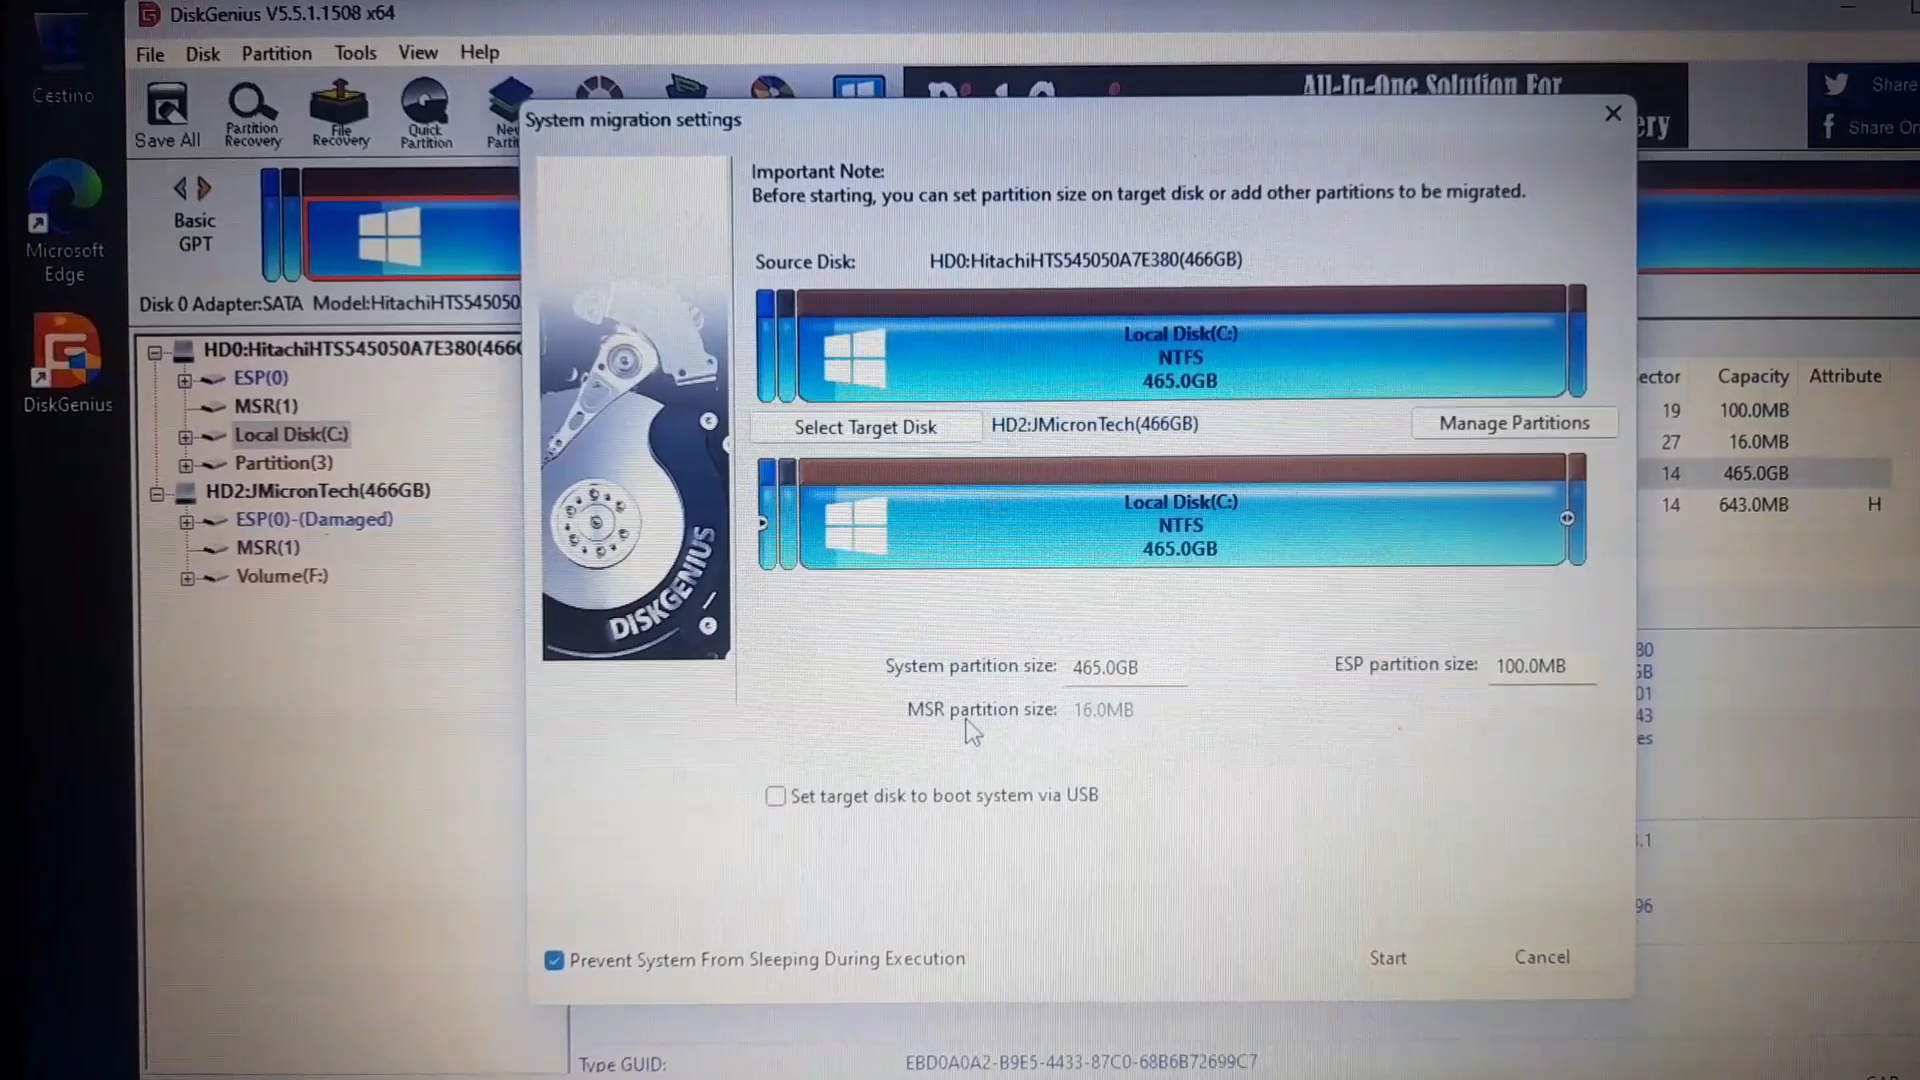 DiskGenius V5.5.1.1508 x64
File Disk Partition Tools View Help
Cestino
Save All
Partition
Recovery
File
Recovery
Quick
Partition
All-In-One Solution For
Share
Share On
System migration settings
Important Note:
Before starting, you can set partition size on target disk or add other partitions to be migrated.
Microsoft
Edge
Basic
GPT
Source Disk: HD0:HitachiHTS545050A7E380(466GB)
Disk 0 Adapter:SATA Model:HitachiHTS545050
Local Disk(C:)
NTFS
465.0GB
DiskGenius
HD0:HitachiHTS545050A7E380(466
ESP(0)
MSR(1)
Local Disk(C:)
Partition(3)
HD2:JMicronTech(466GB)
ESP(0)-(Damaged)
MSR(1)
Volume(F:)
Select Target Disk HD2:JMicronTech(466GB) Manage Partitions
Local Disk(C:)
NTFS
465.0GB
DISKGENIUS
ector Capacity Attribute
19 100.0MB
27 16.0MB
14 465.0GB
14 643.0MB H
System partition size: 465.0GB ESP partition size: 100.0MB
MSR partition size: 16.0MB
Set target disk to boot system via USB
Prevent System From Sleeping During Execution
Start Cancel
Type GUID: EBD0A0A2-B9E5-4433-87C0-68B6B72699C7